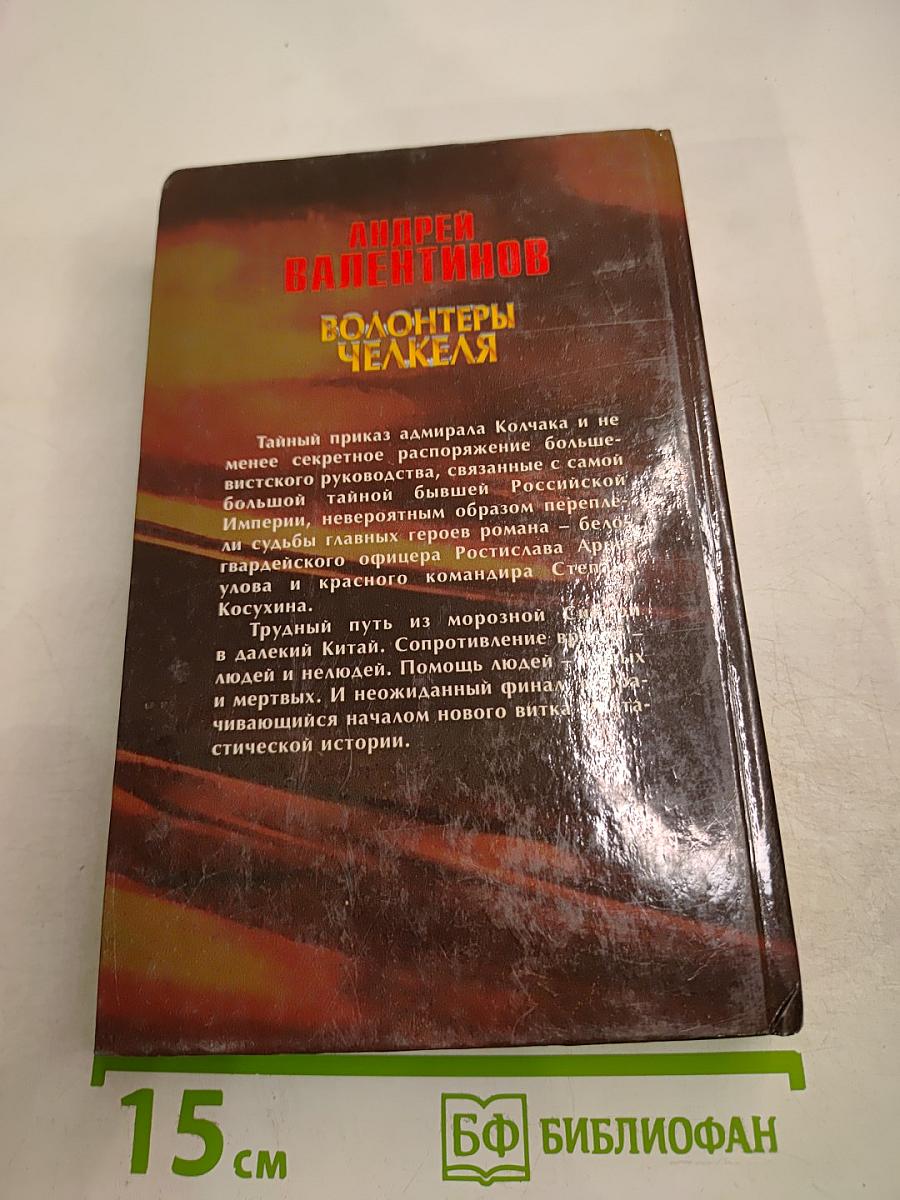 АНДРЕЙ
ВАЛЕНТИНОВ
ВОЛОНТЕРЫ
ЧЕЛКЕЛЯ
Тайный приказ адмирала Колчака и не
менее секретное распоряжение больше-
вистского руководства, связанные с самой
большой тайной бывшей Российской
Империи, невероятным образом перепле-
ли судьбы главных героев романа – бело-
гвардейского офицера Ростислава
улова и красного командира
Косухина.
Трудный путь из морозной
в далекий Китай. Сопротивление –
людей и нелюдей. Помощь людей –
и мертвых. И неожиданный финал,
чивающийся началом нового витка
стической истории.
15 см
БФ БИБЛИОФАН